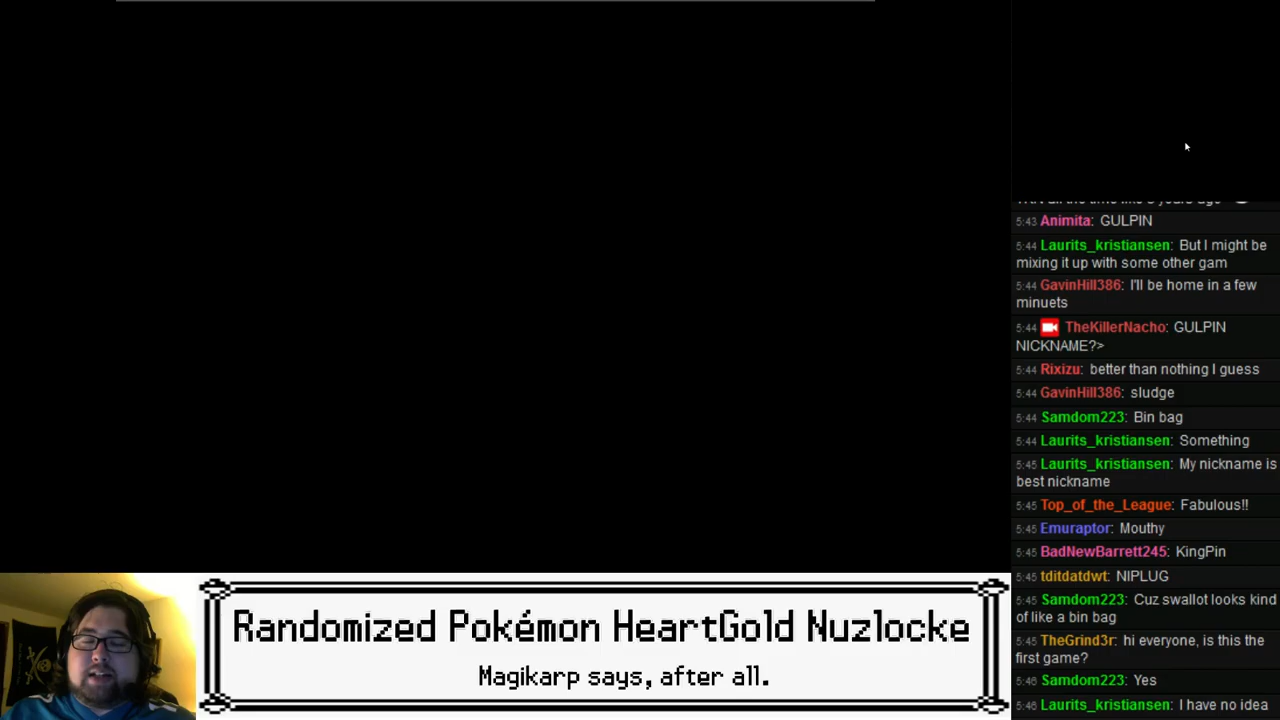 5:43 Animita: GULPIN
5:44 Laurits_kristiansen: But I might be
mixing it up with some other gam
5:44 GavinHill386: I'll be home in a few
minuets
5:44 TheKillerNacho: GULPIN
NICKNAME?>
5:44 Rixizu: better than nothing I guess
5:44 GavinHill386: sludge
5:44 Samdom223: Bin bag
5:44 Laurits_kristiansen: Something
5:45 Laurits_kristiansen: My nickname is
best nickname
5:45 Top_of_the_League: Fabulous!!
5:45 Emuraptor: Mouthy
5:45 BadNewBarrett245: KingPin
5:45 tditdatdwt: NIPLUG
5:45 Samdom223: Cuz swallot looks kind
of like a bin bag
5:45 TheGrind3r: hi everyone, is this the
first game?
5:46 Samdom223: Yes
5:46 Laurits_kristiansen: I have no idea
Randomized Pokémon HeartGold Nuzlocke
Magikarp says, after all.